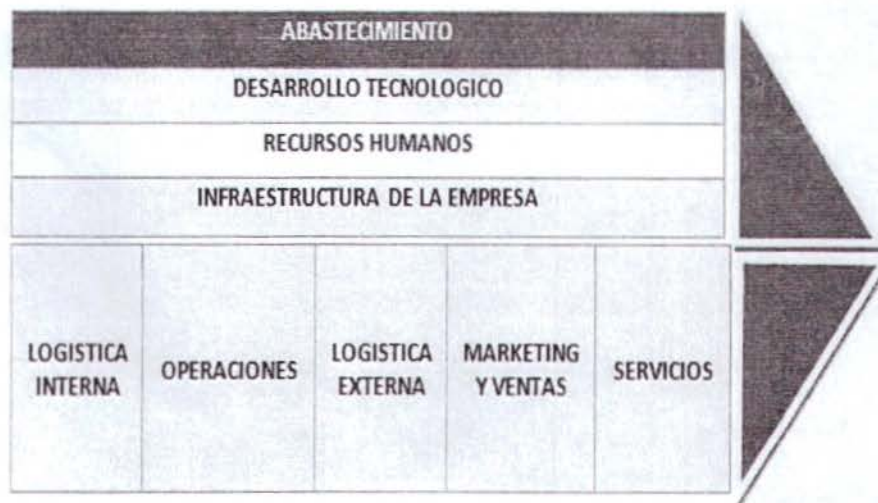 ABASTECIMIENTO
DESARROLLO TECNOLOGICO
RECURSOS HUMANOS
INFRAESTRUCTURA DE LA EMPRESA
LOGISTICA
INTERNA
OPERACIONES
LOGISTICA
EXTERNA
MARKETING
Y VENTAS
SERVICIOS